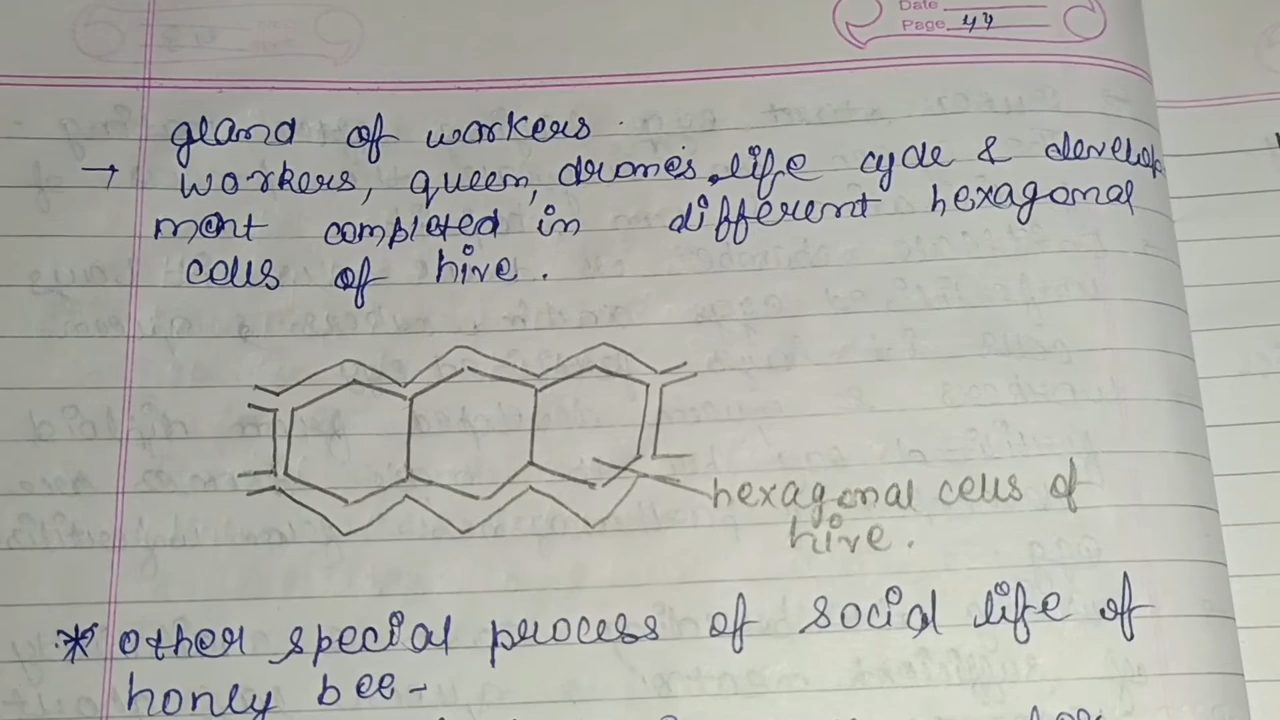 Date
Page 44
gland of workers.
→ workers, queen, drones life cycle & develop
ment completed in different hexagonal
cells of hive.
hexagonal cells of
hive.
* other special process of social life of
honey bee-